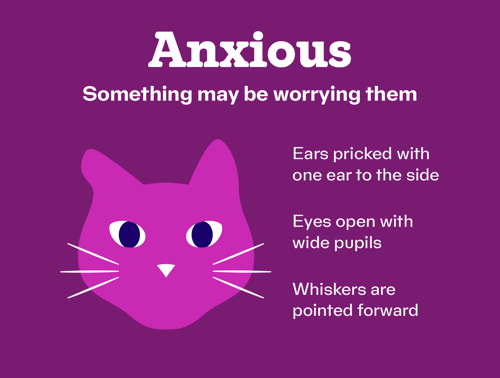 Anxious
Something may be worrying them
Ears pricked with
one ear to the side
Eyes open with
wide pupils
Whiskers are
pointed forward